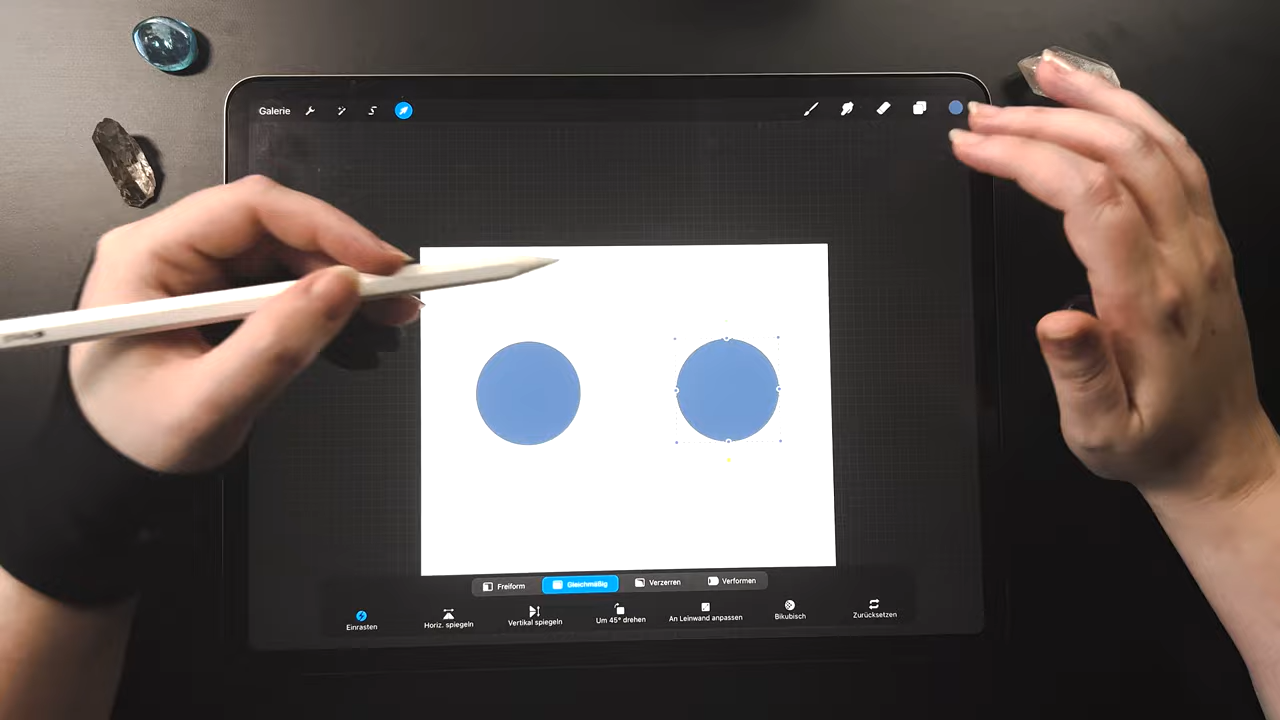 Galerie
Freiform
Gleichmäßig
Verzerren
Verformen
Einrasten
Horiz. spiegeln
Vertikal spiegeln
Um 45° drehen
An Leinwand anpassen
Bikubisch
Zurücksetzen